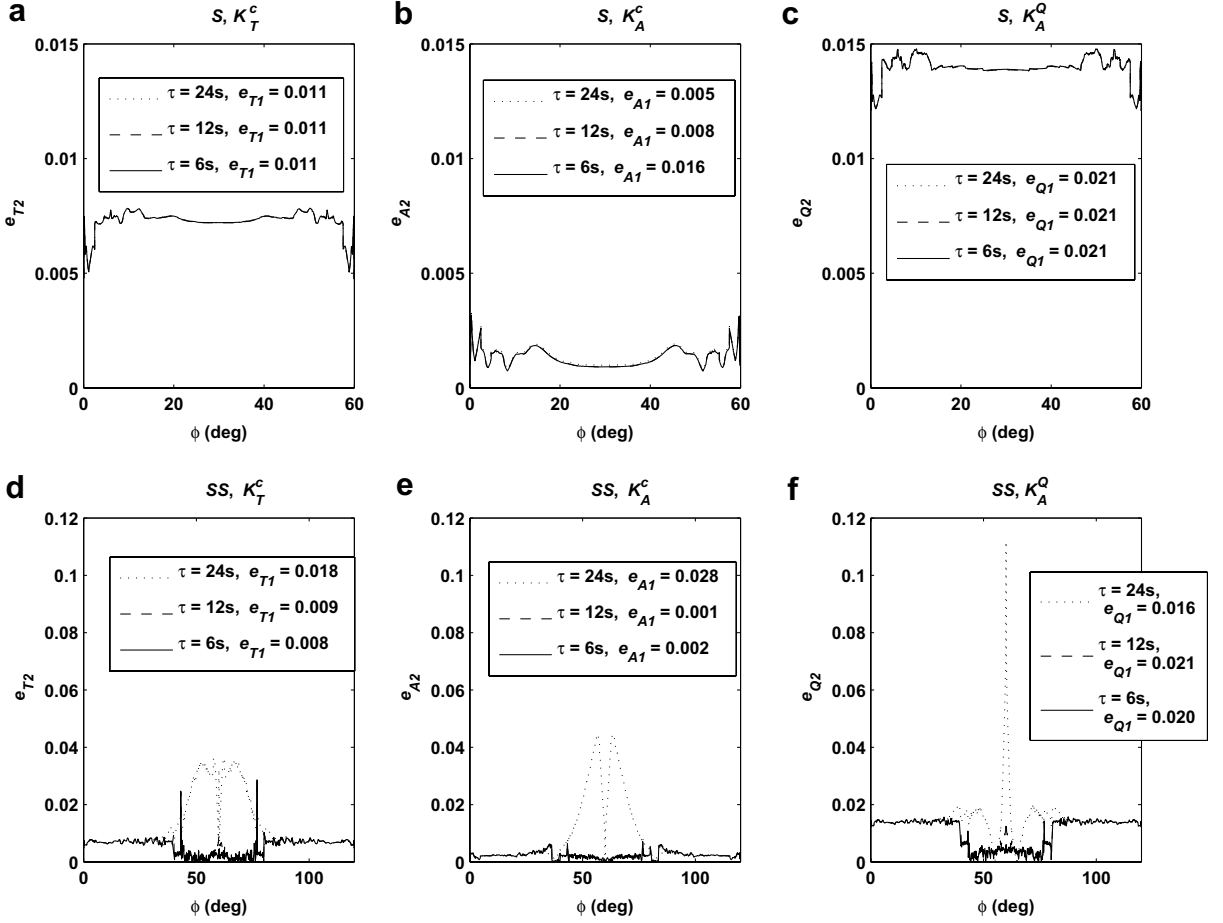 a
S, K_T^c
0.015
0.01
0.005
0
e_T2
τ = 24s, e_T1 = 0.011
τ = 12s, e_T1 = 0.011
τ = 6s, e_T1 = 0.011
0 20 40 60
ϕ (deg)
b
S, K_A^c
0.015
0.01
0.005
0
e_A2
τ = 24s, e_A1 = 0.005
τ = 12s, e_A1 = 0.008
τ = 6s, e_A1 = 0.016
0 20 40 60
ϕ (deg)
c
S, K_A^Q
0.015
0.01
0.005
0
e_Q2
τ = 24s, e_Q1 = 0.021
τ = 12s, e_Q1 = 0.021
τ = 6s, e_Q1 = 0.021
0 20 40 60
ϕ (deg)
d
SS, K_T^c
0.12
0.1
0.08
0.06
0.04
0.02
0
e_T2
τ = 24s, e_T1 = 0.018
τ = 12s, e_T1 = 0.009
τ = 6s, e_T1 = 0.008
0 50 100
ϕ (deg)
e
SS, K_A^c
0.12
0.1
0.08
0.06
0.04
0.02
0
e_A2
τ = 24s, e_A1 = 0.028
τ = 12s, e_A1 = 0.001
τ = 6s, e_A1 = 0.002
0 50 100
ϕ (deg)
f
SS, K_A^Q
0.12
0.1
0.08
0.06
0.04
0.02
0
e_Q2
τ = 24s,
e_Q1 = 0.016
τ = 12s,
e_Q1 = 0.021
τ = 6s,
e_Q1 = 0.020
0 50 100
ϕ (deg)